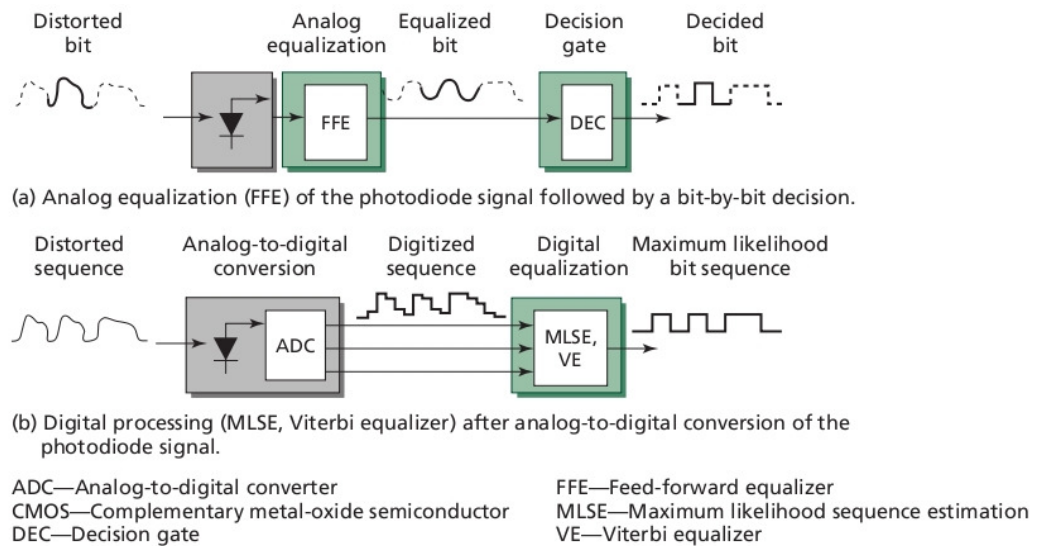 Distorted
bit
Analog
equalization
Equalized
bit
Decision
gate
Decided
bit
FFE
DEC
(a) Analog equalization (FFE) of the photodiode signal followed by a bit-by-bit decision.
Distorted
sequence
Analog-to-digital
conversion
Digitized
sequence
Digital
equalization
Maximum likelihood
bit sequence
ADC
MLSE,
VE
(b) Digital processing (MLSE, Viterbi equalizer) after analog-to-digital conversion of the
photodiode signal.
ADC—Analog-to-digital converter
CMOS—Complementary metal-oxide semiconductor
DEC—Decision gate
FFE—Feed-forward equalizer
MLSE—Maximum likelihood sequence estimation
VE—Viterbi equalizer